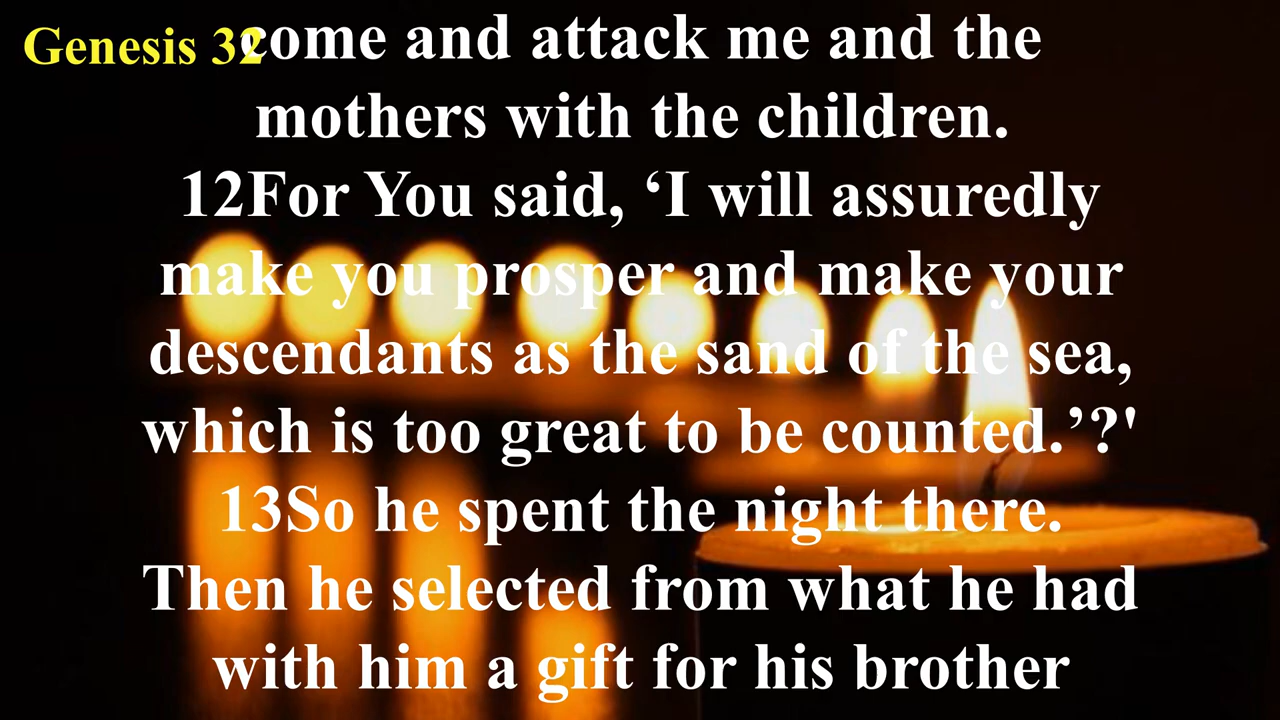 Genesis 32
come and attack me and the
mothers with the children.
12For You said, ‘I will assuredly
make you prosper and make your
descendants as the sand of the sea,
which is too great to be counted.’?'
13So he spent the night there.
Then he selected from what he had
with him a gift for his brother